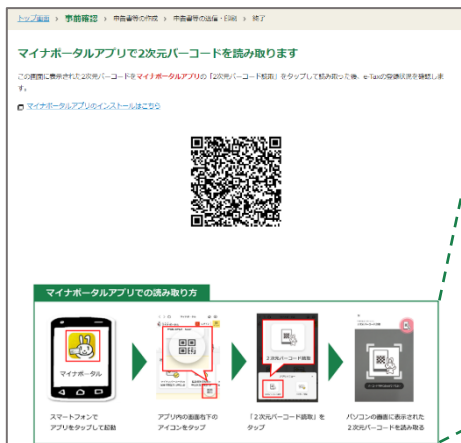 トップ画面 > 事前確認 > 申告書等の作成 > 申告書等の送信・印刷 > 終了
マイナポータルアプリで2次元バーコードを読み取ります
この画面に表示された2次元バーコードをマイナポータルアプリの「2次元バーコード読取」をタップして読み取った後、e-Taxの登録状況を確認しま
す。
マイナポータルアプリのインストールはこちら
マイナポータルアプリでの読み取り方
マイナポータル
2次元バーコード読取
スマートフォンで
アプリをタップして起動
アプリ内の画面右下の
アイコンをタップ
「2次元バーコード読取」を
タップ
パソコンの画面に表示された
2次元バーコードを読み取る